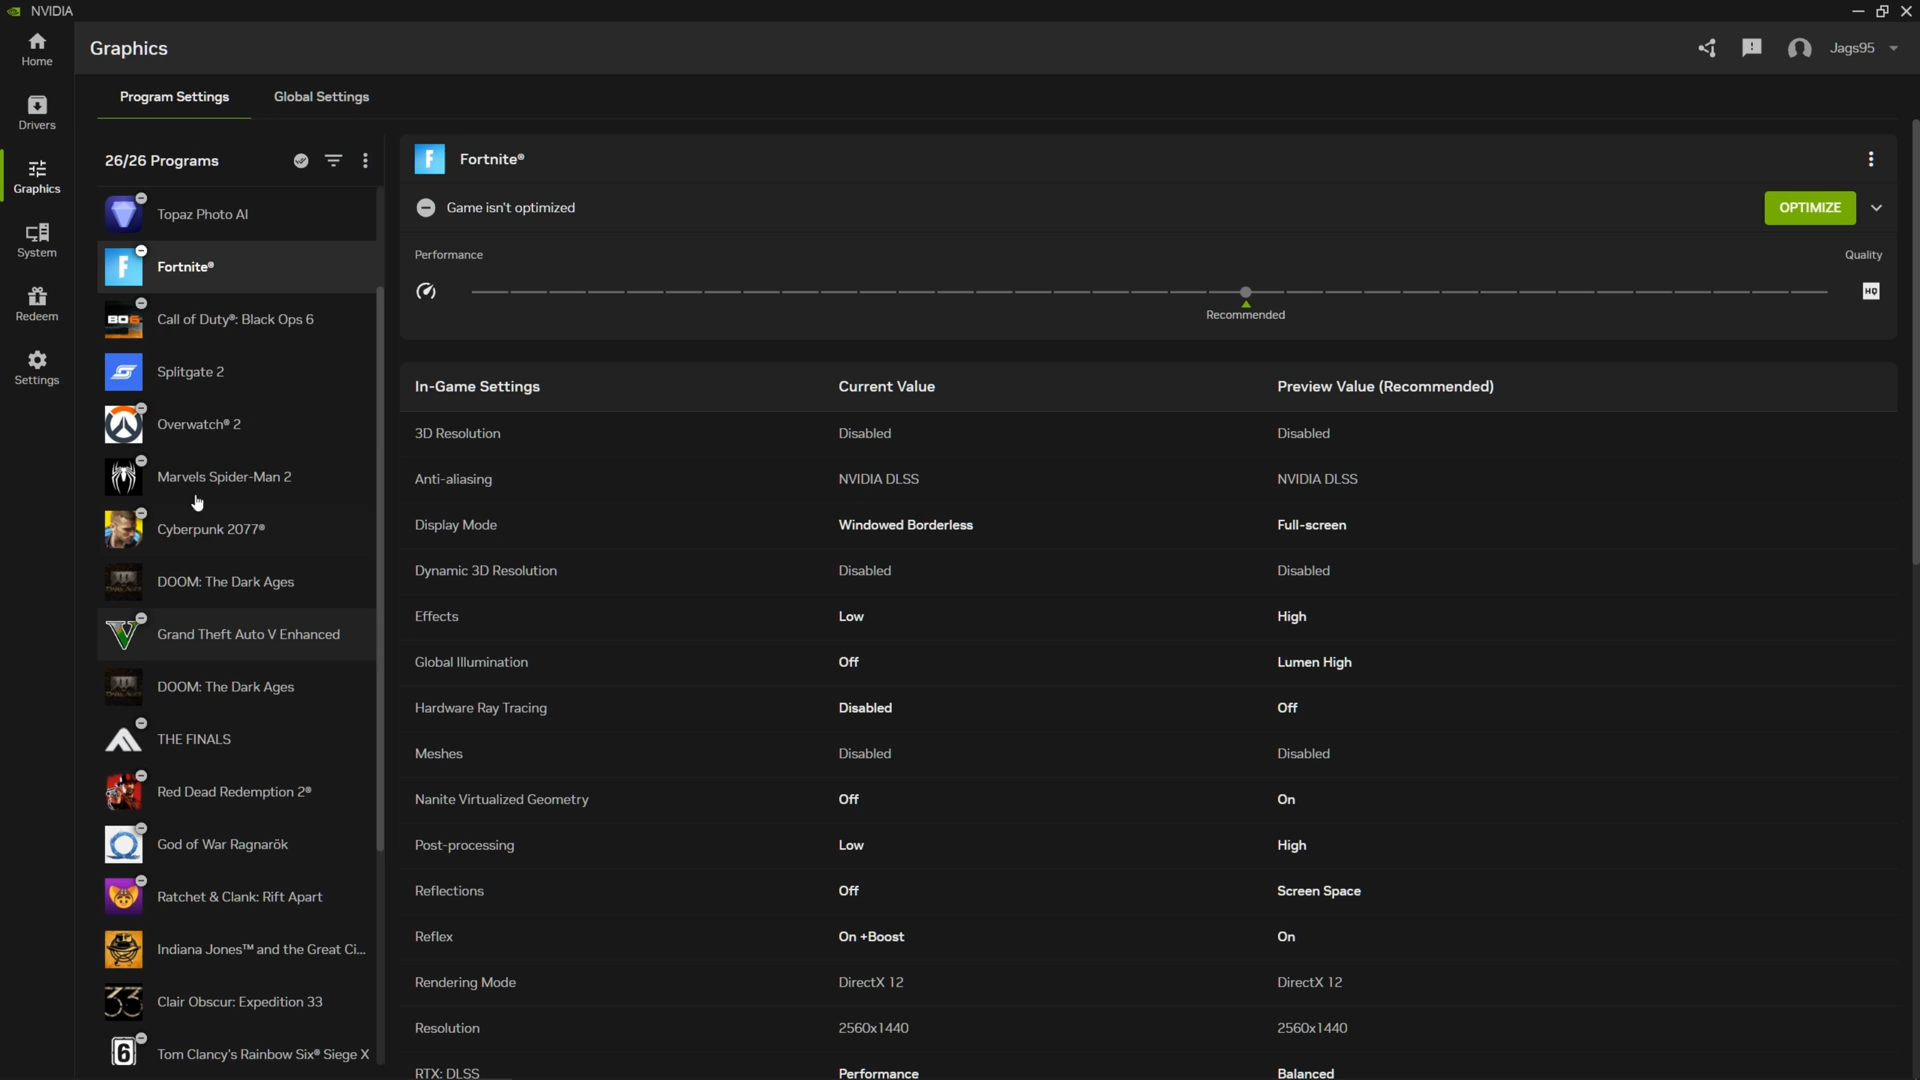 NVIDIA
Home
Graphics
Jags95
Drivers
Graphics
System
Redeem
Settings
Program Settings
Global Settings
26/26 Programs
Topaz Photo AI
Fortnite®
Call of Duty®: Black Ops 6
Splitgate 2
Overwatch® 2
Marvels Spider-Man 2
Cyberpunk 2077®
DOOM: The Dark Ages
Grand Theft Auto V Enhanced
DOOM: The Dark Ages
THE FINALS
Red Dead Redemption 2®
God of War Ragnarök
Ratchet & Clank: Rift Apart
Indiana Jones™ and the Great Ci...
Clair Obscur: Expedition 33
Tom Clancy's Rainbow Six® Siege X
Fortnite®
Game isn't optimized
OPTIMIZE
Performance
Quality
HQ
Recommended
In-Game Settings Current Value Preview Value (Recommended)
3D Resolution Disabled Disabled
Anti-aliasing NVIDIA DLSS NVIDIA DLSS
Display Mode Windowed Borderless Full-screen
Dynamic 3D Resolution Disabled Disabled
Effects Low High
Global Illumination Off Lumen High
Hardware Ray Tracing Disabled Off
Meshes Disabled Disabled
Nanite Virtualized Geometry Off On
Post-processing Low High
Reflections Off Screen Space
Reflex On +Boost On
Rendering Mode DirectX 12 DirectX 12
Resolution 2560x1440 2560x1440
RTX: DLSS Performance Balanced